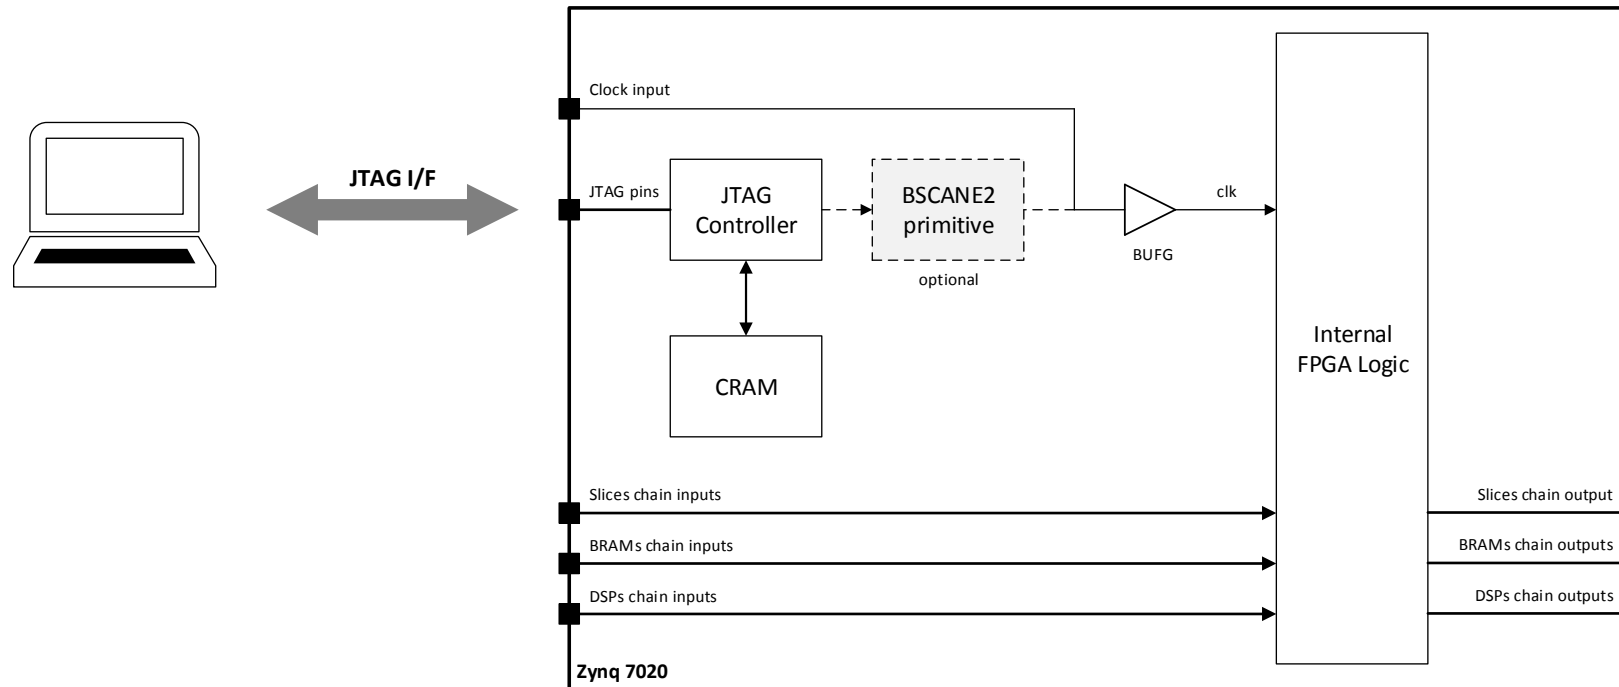 Clock input
JTAG I/F
JTAG pins
JTAG
Controller
BSCANE2
primitive
optional
clk
BUFG
CRAM
Internal
FPGA Logic
Slices chain inputs
Slices chain output
BRAMs chain inputs
BRAMs chain outputs
DSPs chain inputs
DSPs chain outputs
Zynq 7020